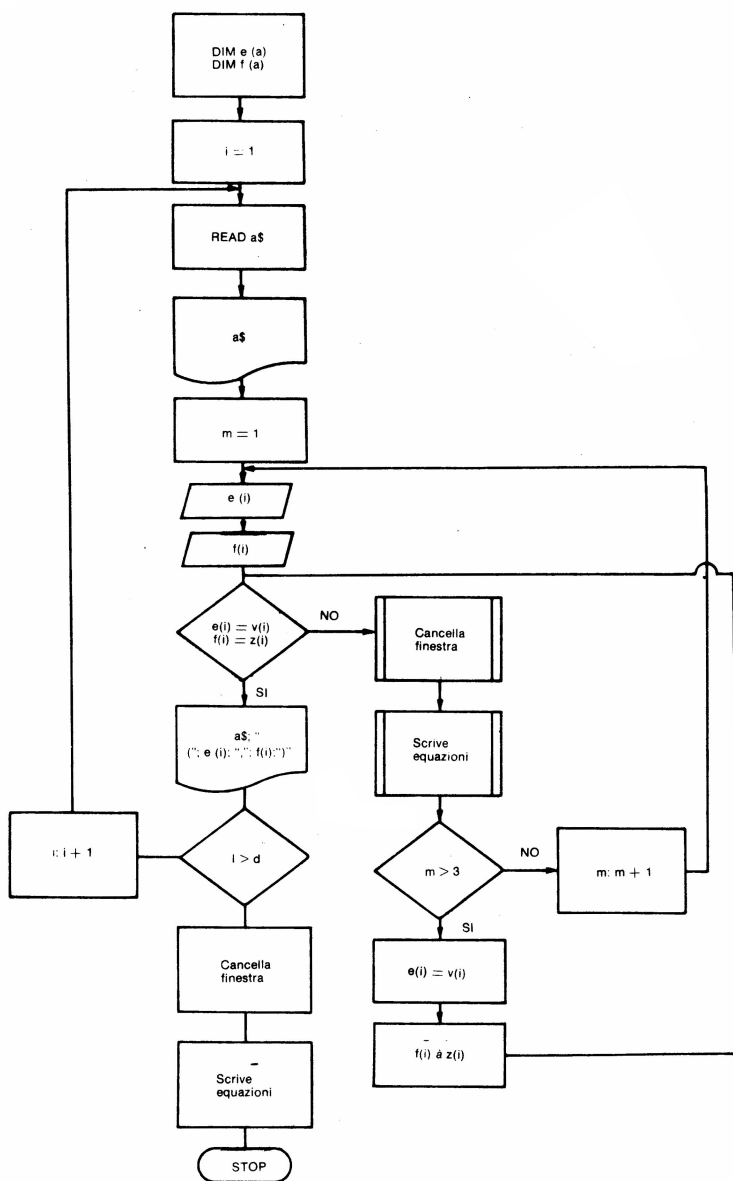 DIM e (a)
DIM f (a)
i = 1
READ a$
a$
m = 1
e (i)
f(i)
e(i) = v(i)
f(i) = z(i)
NO
Cancella
finestra
SI
a$; "
("; e (i); ","; f(i);")"
Scrive
equazioni
i: i + 1
I > d
m > 3
NO
m: m + 1
SI
Cancella
finestra
e(i) = v(i)
Scrive
equazioni
f(i) à z(i)
STOP